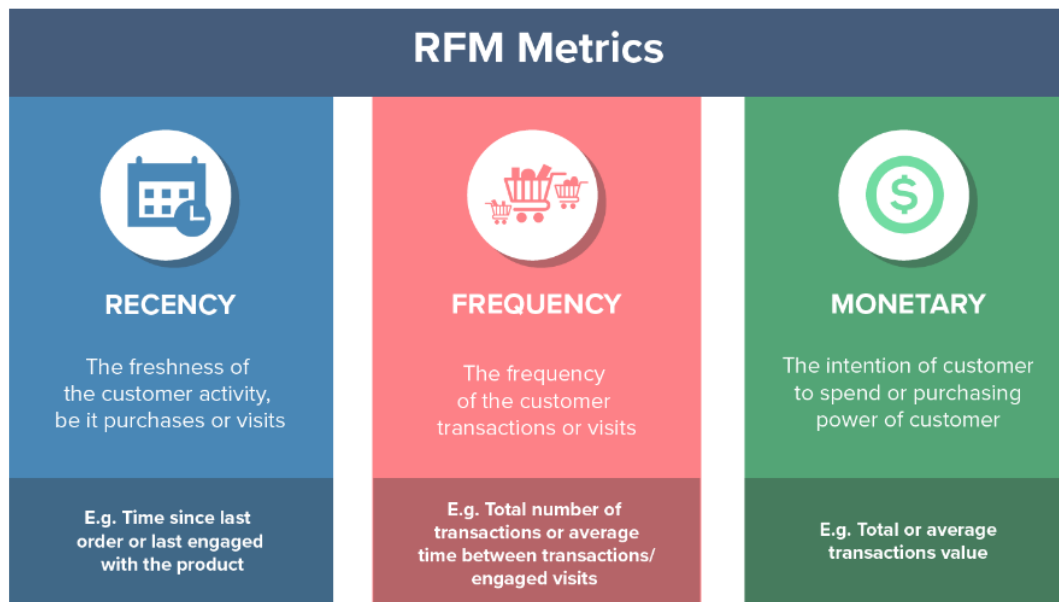 RFM Metrics
RECENCY
The freshness of
the customer activity,
be it purchases or visits
E.g. Time since last
order or last engaged
with the product
FREQUENCY
The frequency
of the customer
transactions or visits
E.g. Total number of
transactions or average
time between transactions/
engaged visits
$
MONETARY
The intention of customer
to spend or purchasing
power of customer
E.g. Total or average
transactions value